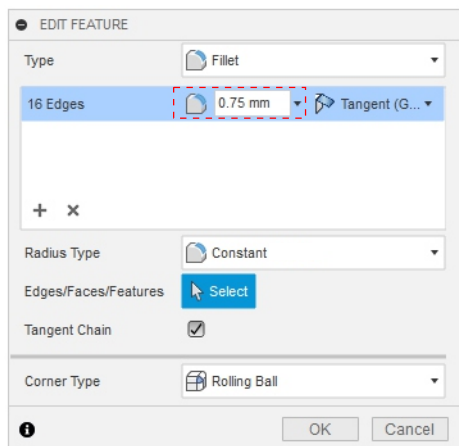 EDIT FEATURE
Type Fillet
16 Edges 0.75 mm Tangent (G...
Radius Type Constant
Edges/Faces/Features Select
Tangent Chain
Corner Type Rolling Ball
OK Cancel